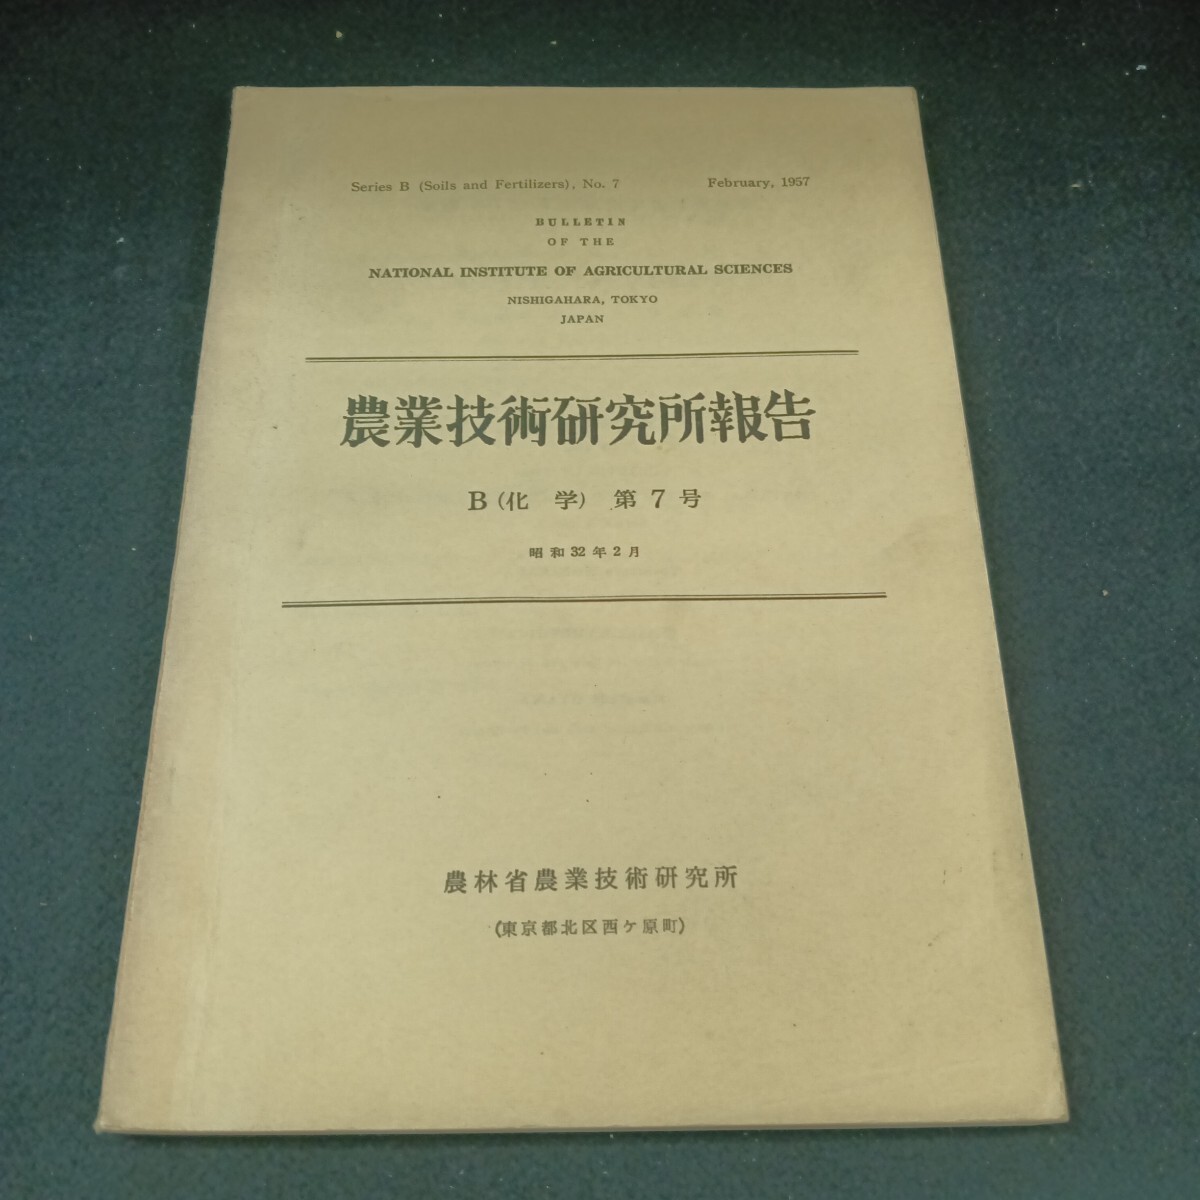 Series B (Soils and Fertilizers), No. 7 February, 1957
BULLETIN
OF THE
NATIONAL INSTITUTE OF AGRICULTURAL SCIENCES
NISHIGAHARA, TOKYO
JAPAN
農業技術研究所報告
B（化 学） 第 7 号
昭和32年2月
農林省農業技術研究所
（東京都北区西ケ原町）